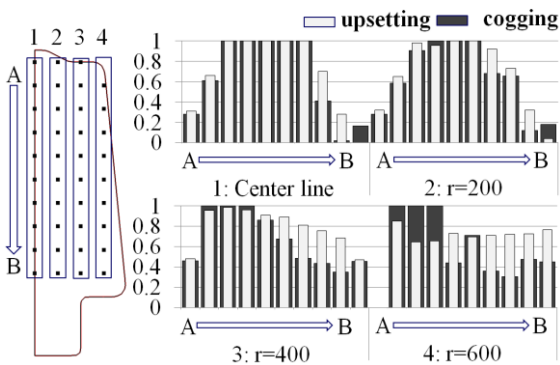 upsetting cogging
1 2 3 4
A
B
1
0.8
0.6
0.4
0.2
0
A B A B
1: Center line 2: r=200
1
0.8
0.6
0.4
0.2
0
A B A B
3: r=400 4: r=600